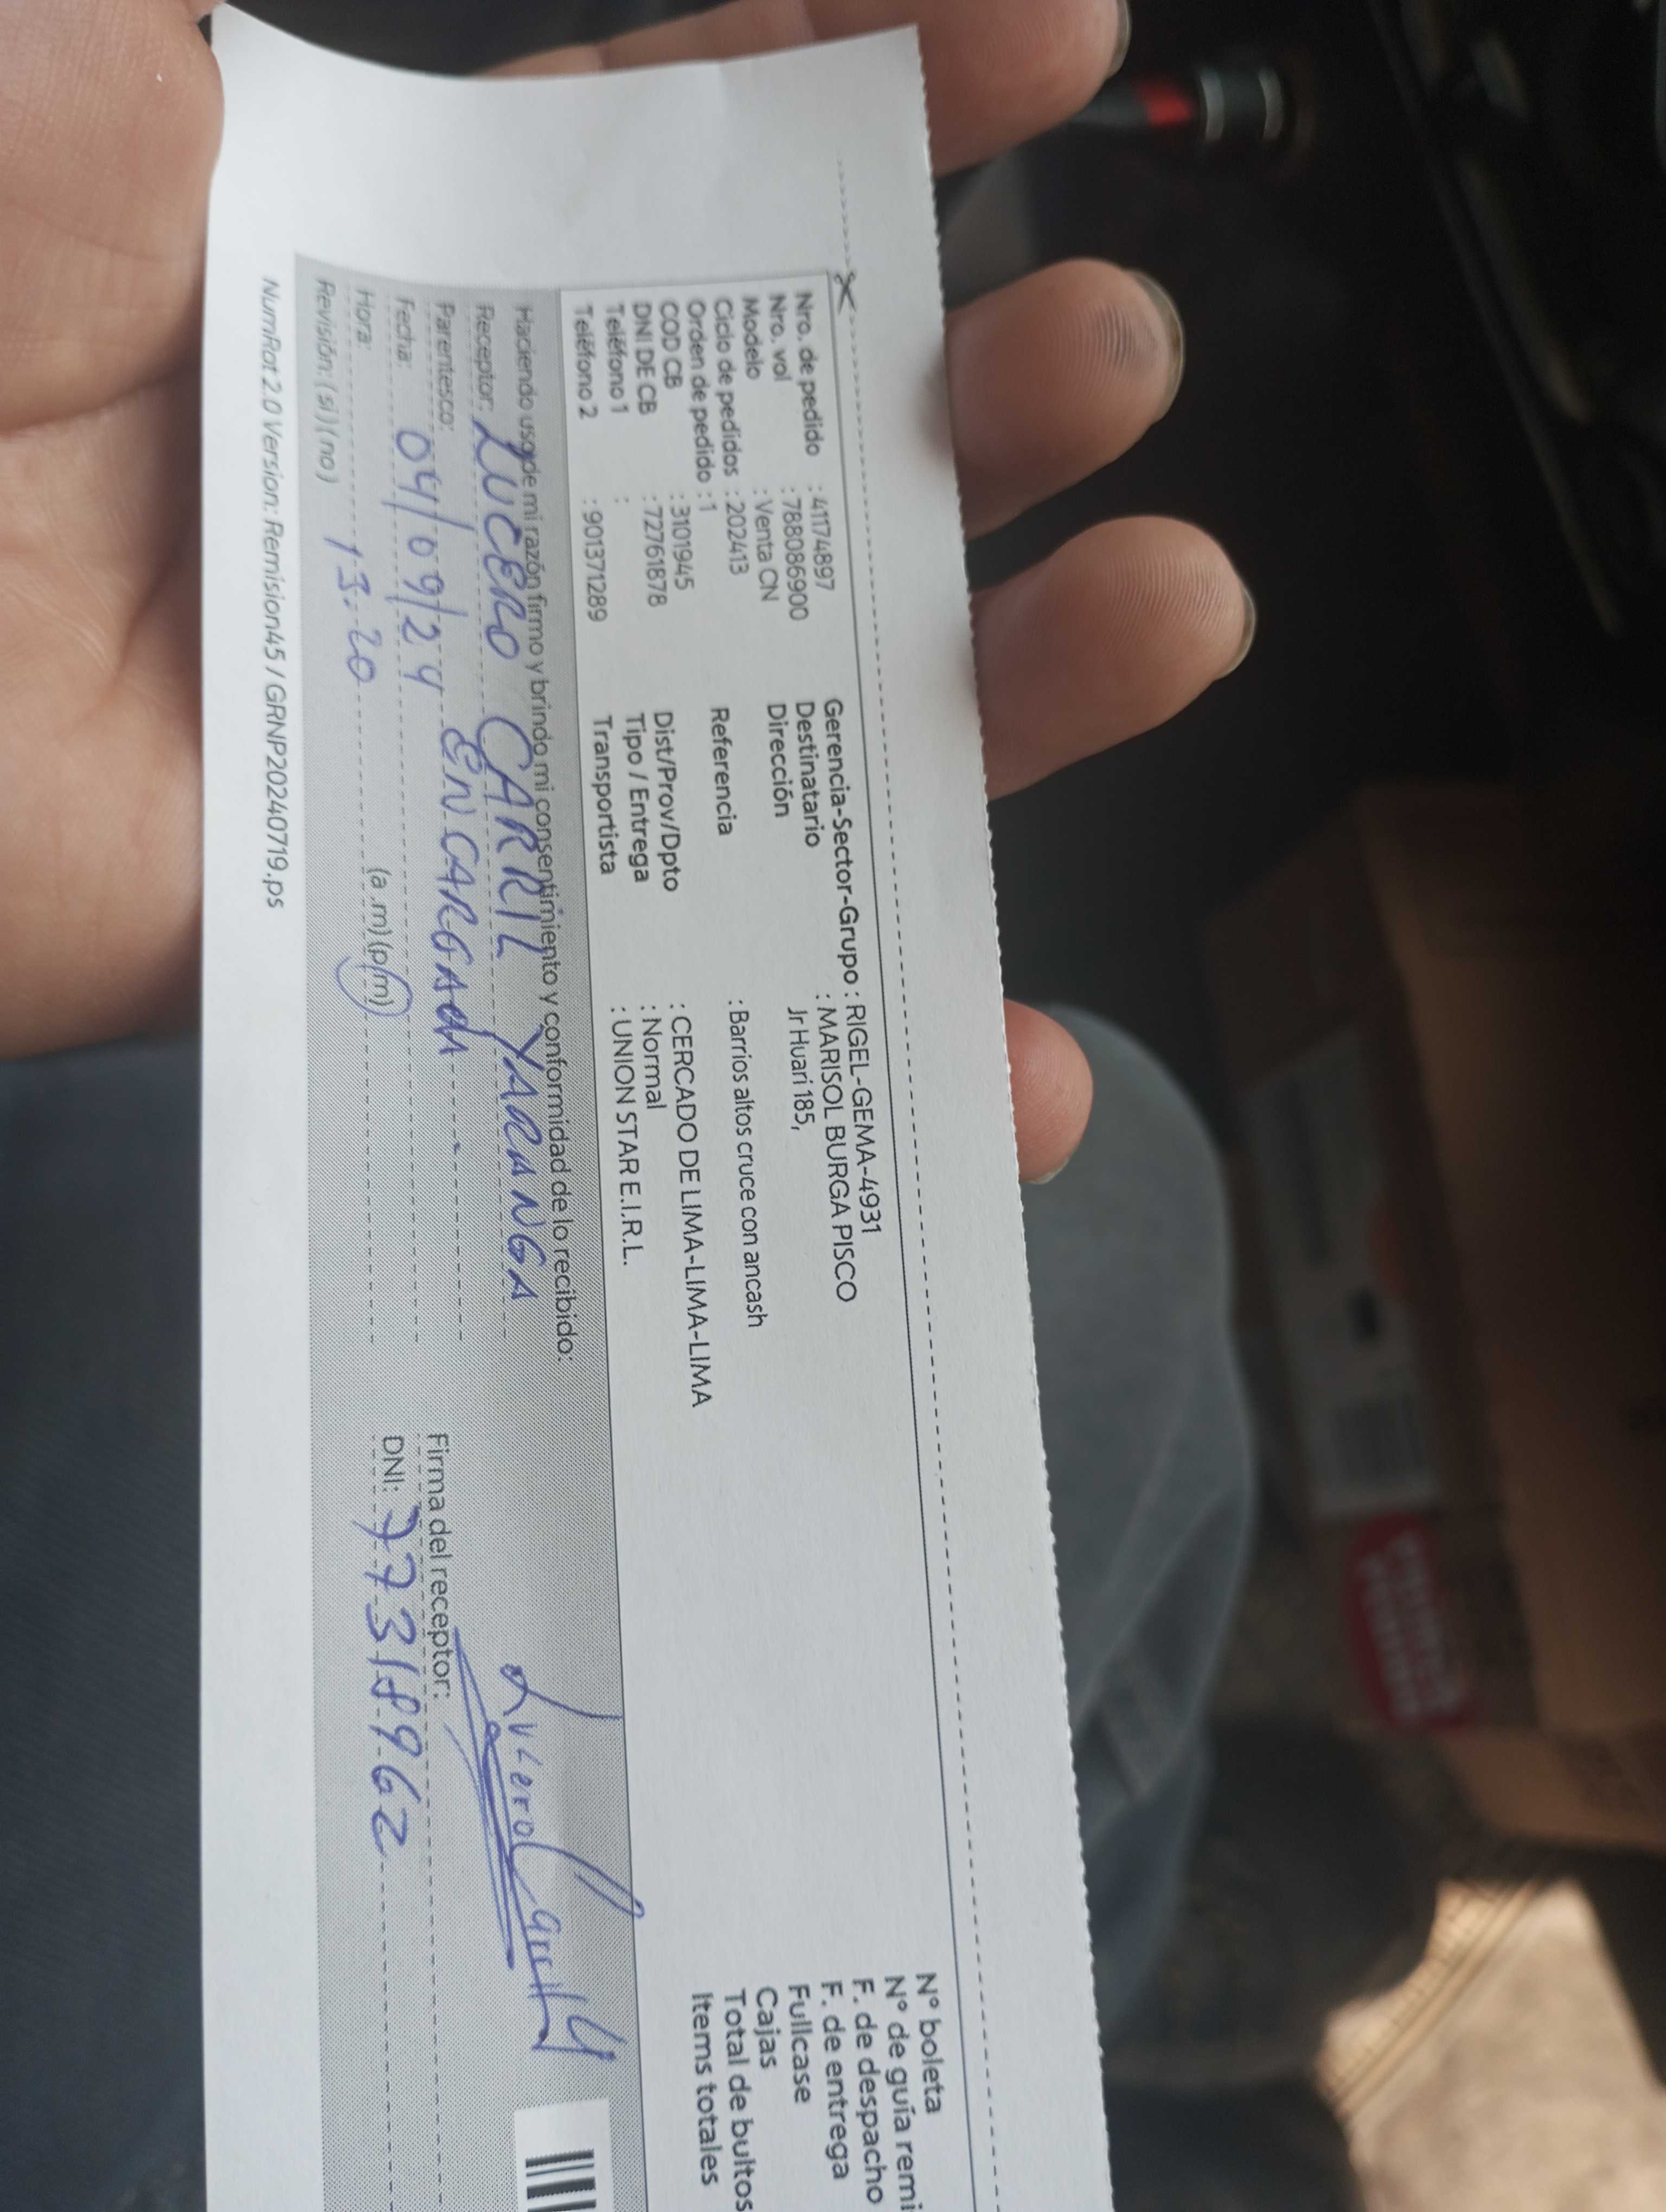 Nro. de pedido : 41174897
Nro. vol : 7880869​00
Modelo : Venta CN
Ciclo de pedidos : 202413
Orden de pedido : 1
COD CB : 3101945
DNI DE CB : 72761878
Teléfono 1 :
Teléfono 2 : 901371289
Gerencia-Sector-Grupo : RIGEL-GEMA-4931
Destinatario : MARISOL BURGA PISCO
Dirección Jr Huari 185,
Referencia : Barrios altos cruce con ancash
Dist/Prov/Dpto : CERCADO DE LIMA-LIMA-LIMA
Tipo / Entrega : Normal
Transportista : UNION STAR E.I.R.L.
N° boleta
N° de guía remi
F. de despacho
F. de entrega
Fullcase
Cajas
Total de bultos
Items totales
Haciendo uso de mi razón firmo y brindo mi consentimiento y conformidad de lo recibido:
Receptor: LUCERO CARRIL YARANGA
Parentesco: ENCARGADA
Fecha: 04/09/24
Hora: 13:20 (a .m) (p.m)
Revisión: (si) (no)
Firma del receptor:
DNI: 77318962
NumRot 2.0 Version: Remision45 / GRNP20240719.ps